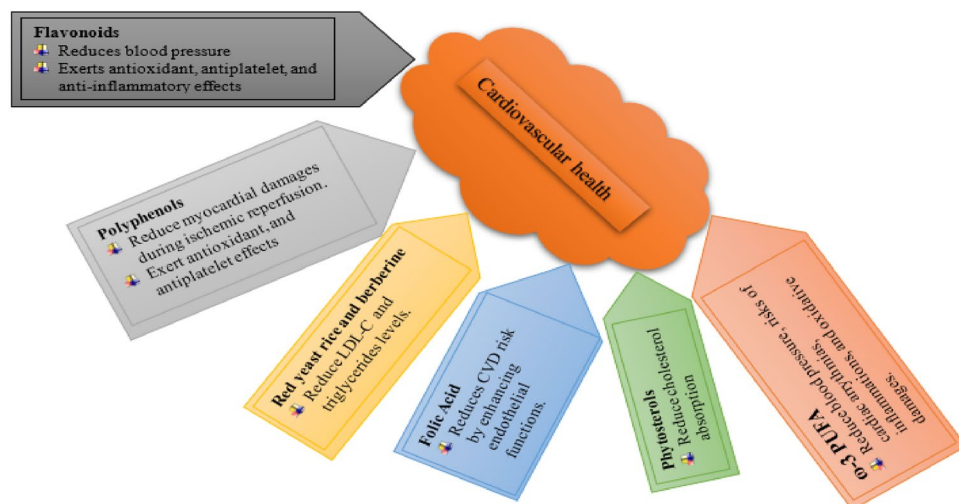 Flavonoids
Reduces blood pressure
Exerts antioxidant, antiplatelet, and
anti-inflammatory effects
Cardiovascular health
Polyphenols
Reduce myocardial damages
during ischemic reperfusion.
Exert antioxidant, and
antiplatelet effects
Red yeast rice and berberine
Reduce LDL-C and
triglycerides levels.
Folic Acid
Reduces CVD risk
by enhancing
endothelial
functions.
Phytosterols
Reduce cholesterol
absorption
ω-3 PUFA
Reduce blood pressure, risks of
cardiac arrythmias,
inflammations, and oxidative
damages.